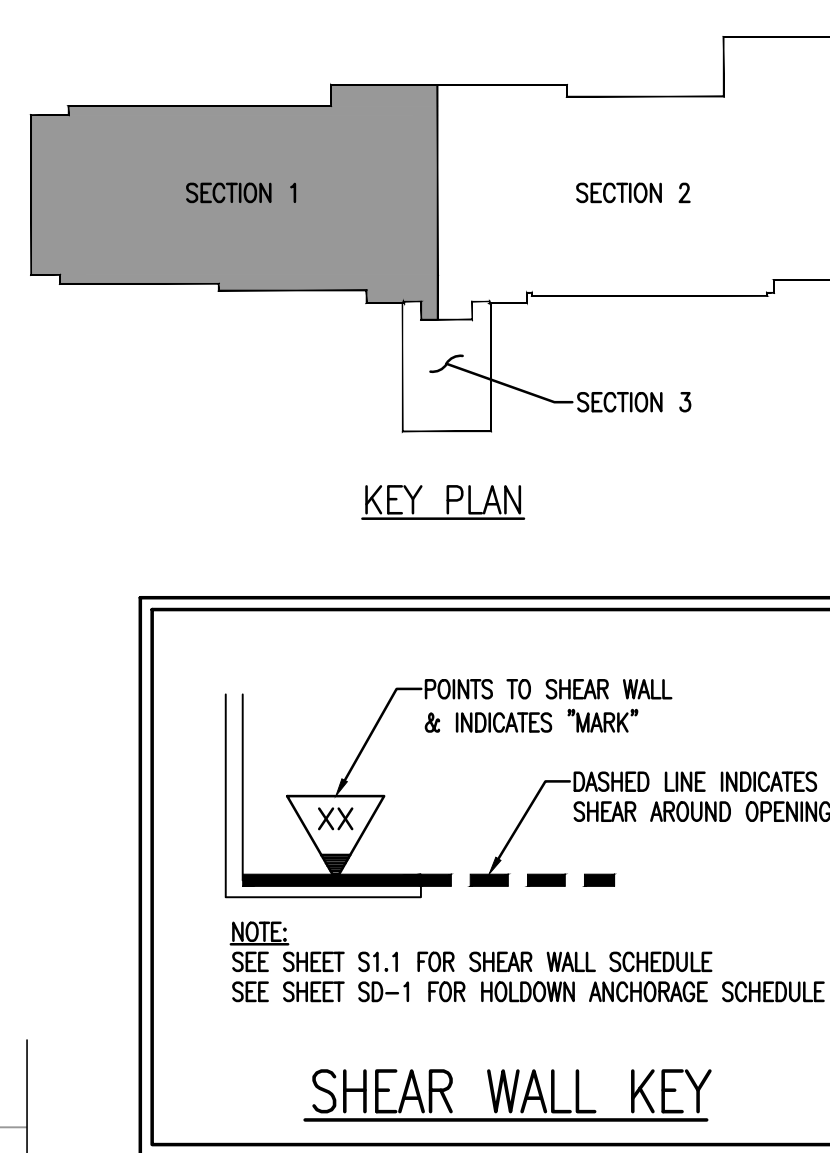 SECTION 1
SECTION 2
SECTION 3
KEY PLAN
POINTS TO SHEAR WALL
& INDICATES "MARK"
DASHED LINE INDICATES
SHEAR AROUND OPENING
XX
NOTE:
SEE SHEET S1.1 FOR SHEAR WALL SCHEDULE
SEE SHEET SD-1 FOR HOLDOWN ANCHORAGE SCHEDULE
SHEAR WALL KEY